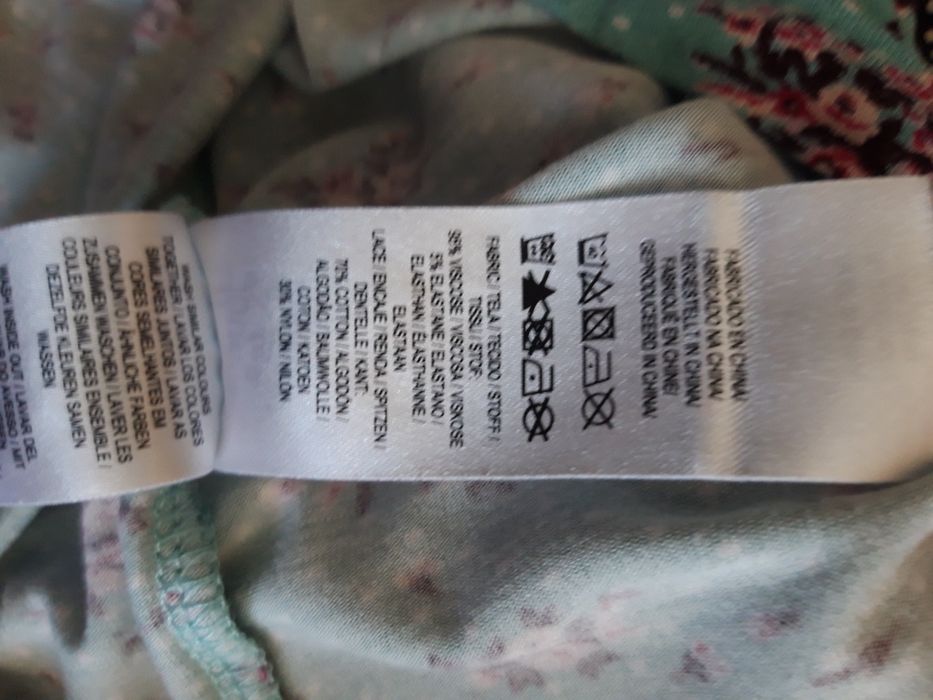 FABRICADO EN CHINA/
FABRICADO NA CHINA/
HERGESTELLT IN CHINA/
FABRIQUÉ EN CHINE/
GEPRODUCEERD IN CHINA/
FABRIC / TELA / TECIDO / STOFF /
TISSU / STOF:
VISCOSE / VISCOSA / VISKOSE
5% ELASTANE / ELASTANO /
ELASTHAN / ÉLASTHANNE /
ELASTAAN
LACE / ENCAJE / RENDA / SPITZEN /
DENTELLE / KANT:
70% COTTON / ALGODÓN /
ALGODÃO / BAUMWOLLE /
COTON / KATOEN
30% NYLON / NILÓN
WASH SIMILAR COLOURS
TOGETHER / LAVAR LOS COLORES
SIMILARES JUNTOS / LAVAR AS
CORES SEMELHANTES EM
CONJUNTO / ÄHNLICHE FARBEN
ZUSAMMEN WASCHEN / LAVER LES
COULEURS SIMILAIRES ENSEMBLE /
DEZELFDE KLEUREN SAMEN
WASSEN
WASH INSIDE OUT / LAVAR DEL